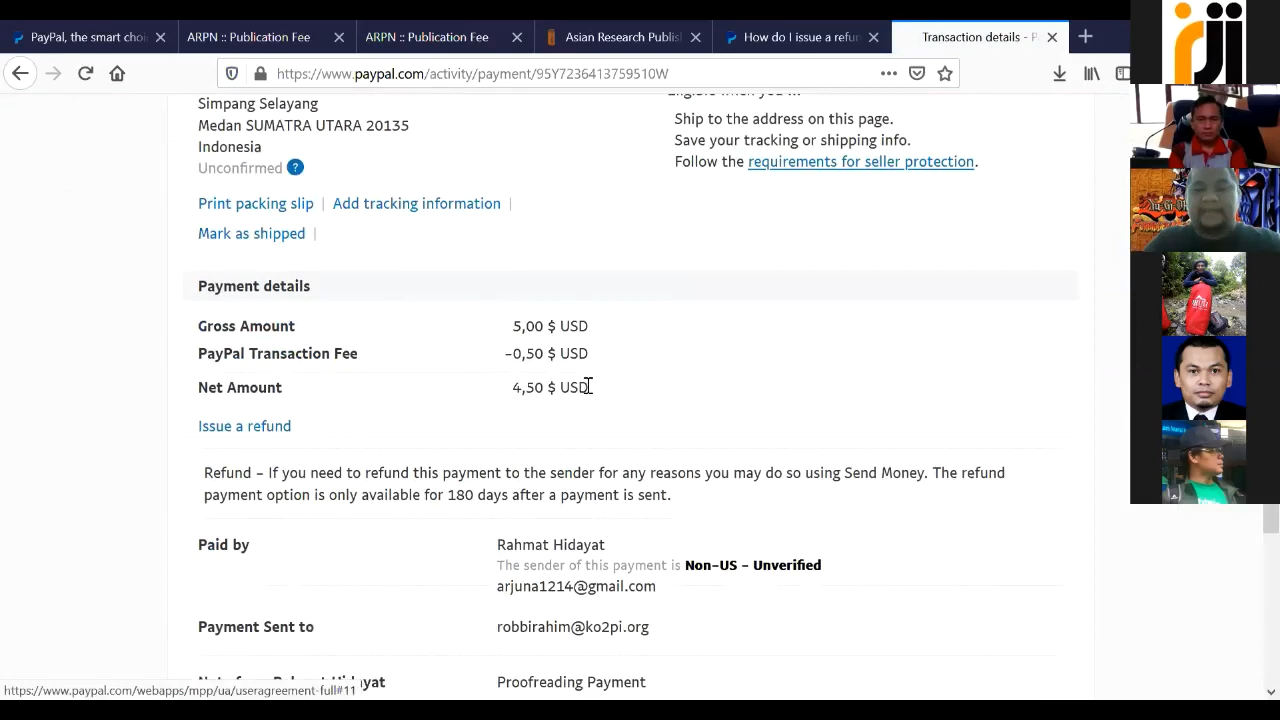 PayPal, the smart choi
ARPN :: Publication Fee
ARPN :: Publication Fee
Asian Research Publis
How do I issue a refun
Transaction details - P
https://www.paypal.com/activity/payment/95Y7236413759510W
Simpang Selayang
Medan SUMATRA UTARA 20135
Indonesia
Unconfirmed ?
Eligible when you ...
Ship to the address on this page.
Save your tracking or shipping info.
Follow the requirements for seller protection.
Print packing slip | Add tracking information |
Mark as shipped |
Payment details
Gross Amount 5,00 $ USD
PayPal Transaction Fee -0,50 $ USD
Net Amount 4,50 $ USD
Issue a refund
Refund - If you need to refund this payment to the sender for any reasons you may do so using Send Money. The refund
payment option is only available for 180 days after a payment is sent.
Paid by Rahmat Hidayat
The sender of this payment is Non-US - Unverified
arjuna1214@gmail.com
Payment Sent to robbirahim@ko2pi.org
Hidayat Proofreading Payment
https://www.paypal.com/webapps/mpp/ua/useragreement-full#11